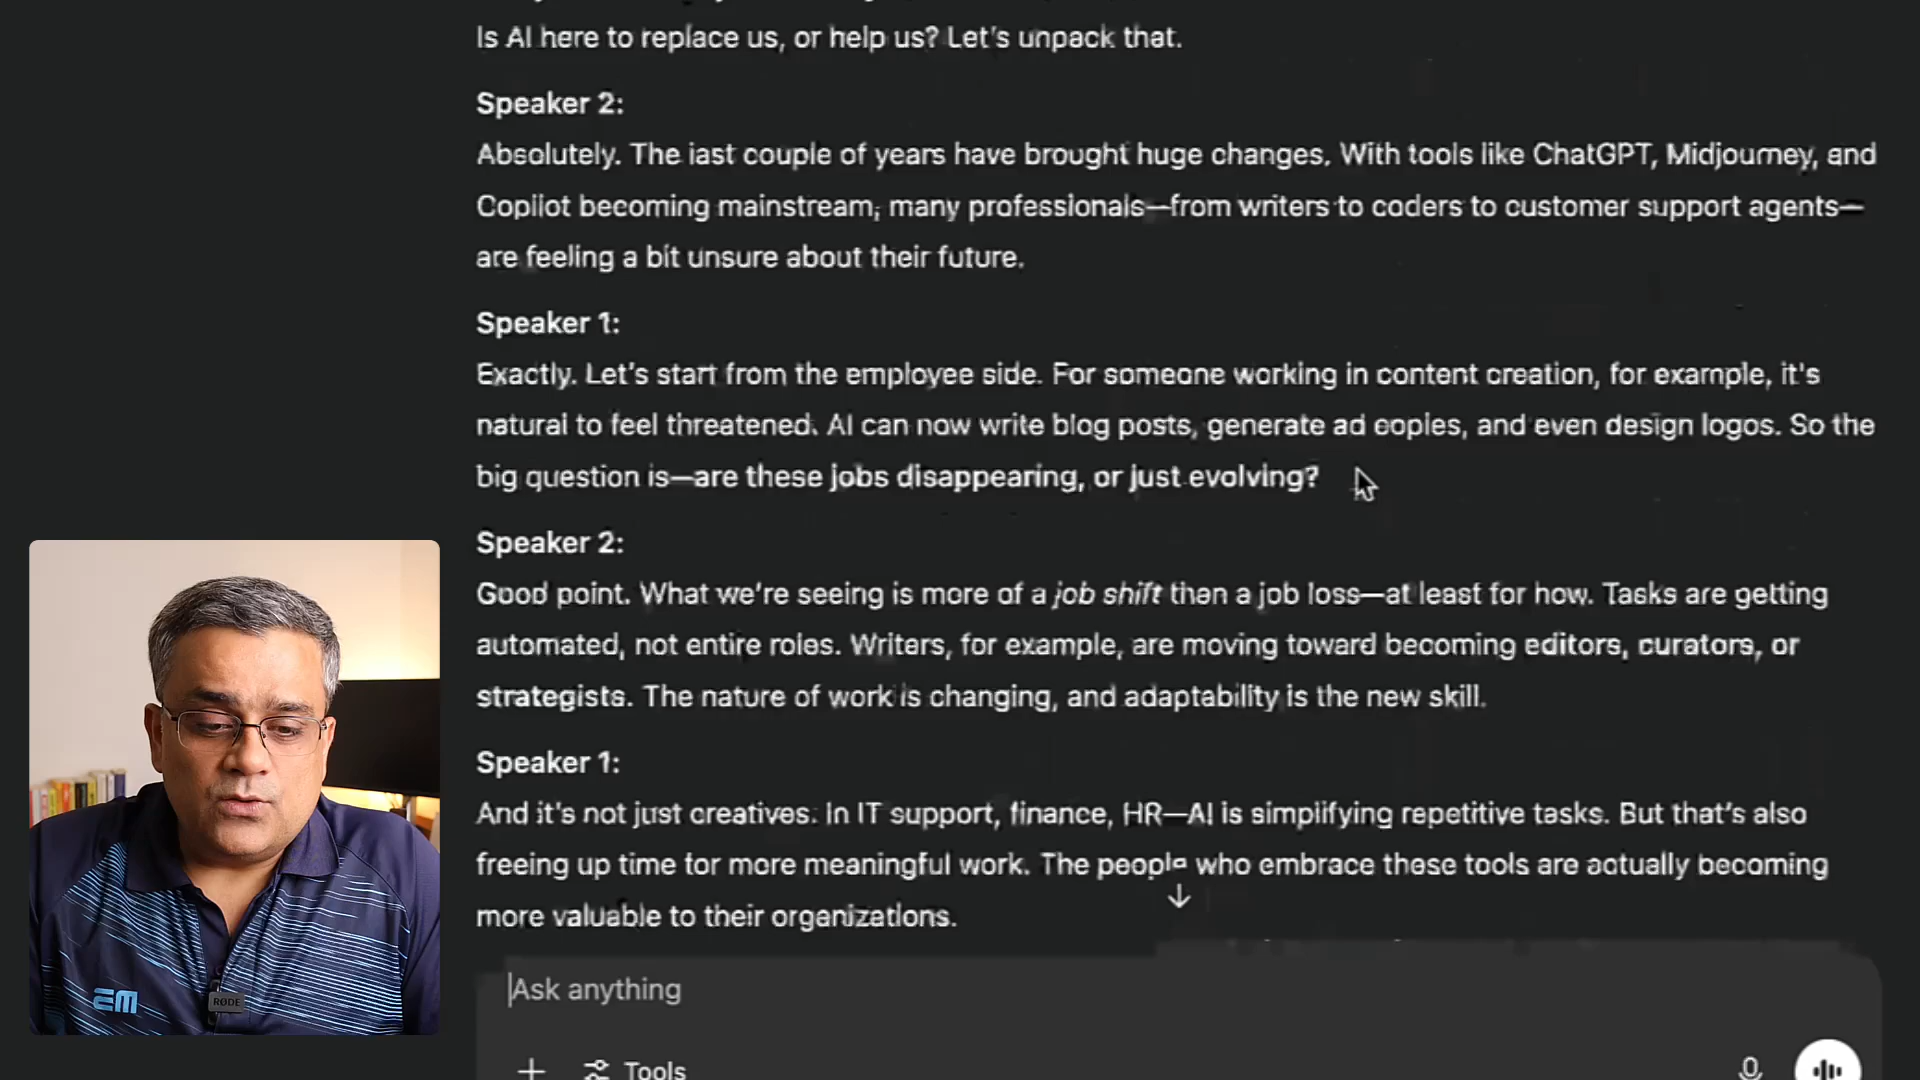 Is AI here to replace us, or help us? Let's unpack that.
Speaker 2:
Absolutely. The last couple of years have brought huge changes. With tools like ChatGPT, Midjourney, and
Copilot becoming mainstream, many professionals—from writers to coders to customer support agents—
are feeling a bit unsure about their future.
Speaker 1:
Exactly. Let's start from the employee side. For someone working in content creation, for example, it's
natural to feel threatened. AI can now write blog posts, generate ad copies, and even design logos. So the
big question is—are these jobs disappearing, or just evolving?
Speaker 2:
Good point. What we're seeing is more of a job shift than a job loss—at least for how. Tasks are getting
automated, not entire roles. Writers, for example, are moving toward becoming editors, curators, or
strategists. The nature of work is changing, and adaptability is the new skill.
Speaker 1:
And it's not just creatives. In IT support, finance, HR—AI is simplifying repetitive tasks. But that's also
freeing up time for more meaningful work. The people who embrace these tools are actually becoming
more valuable to their organizations.
Ask anything
Tools
EM
RØDE